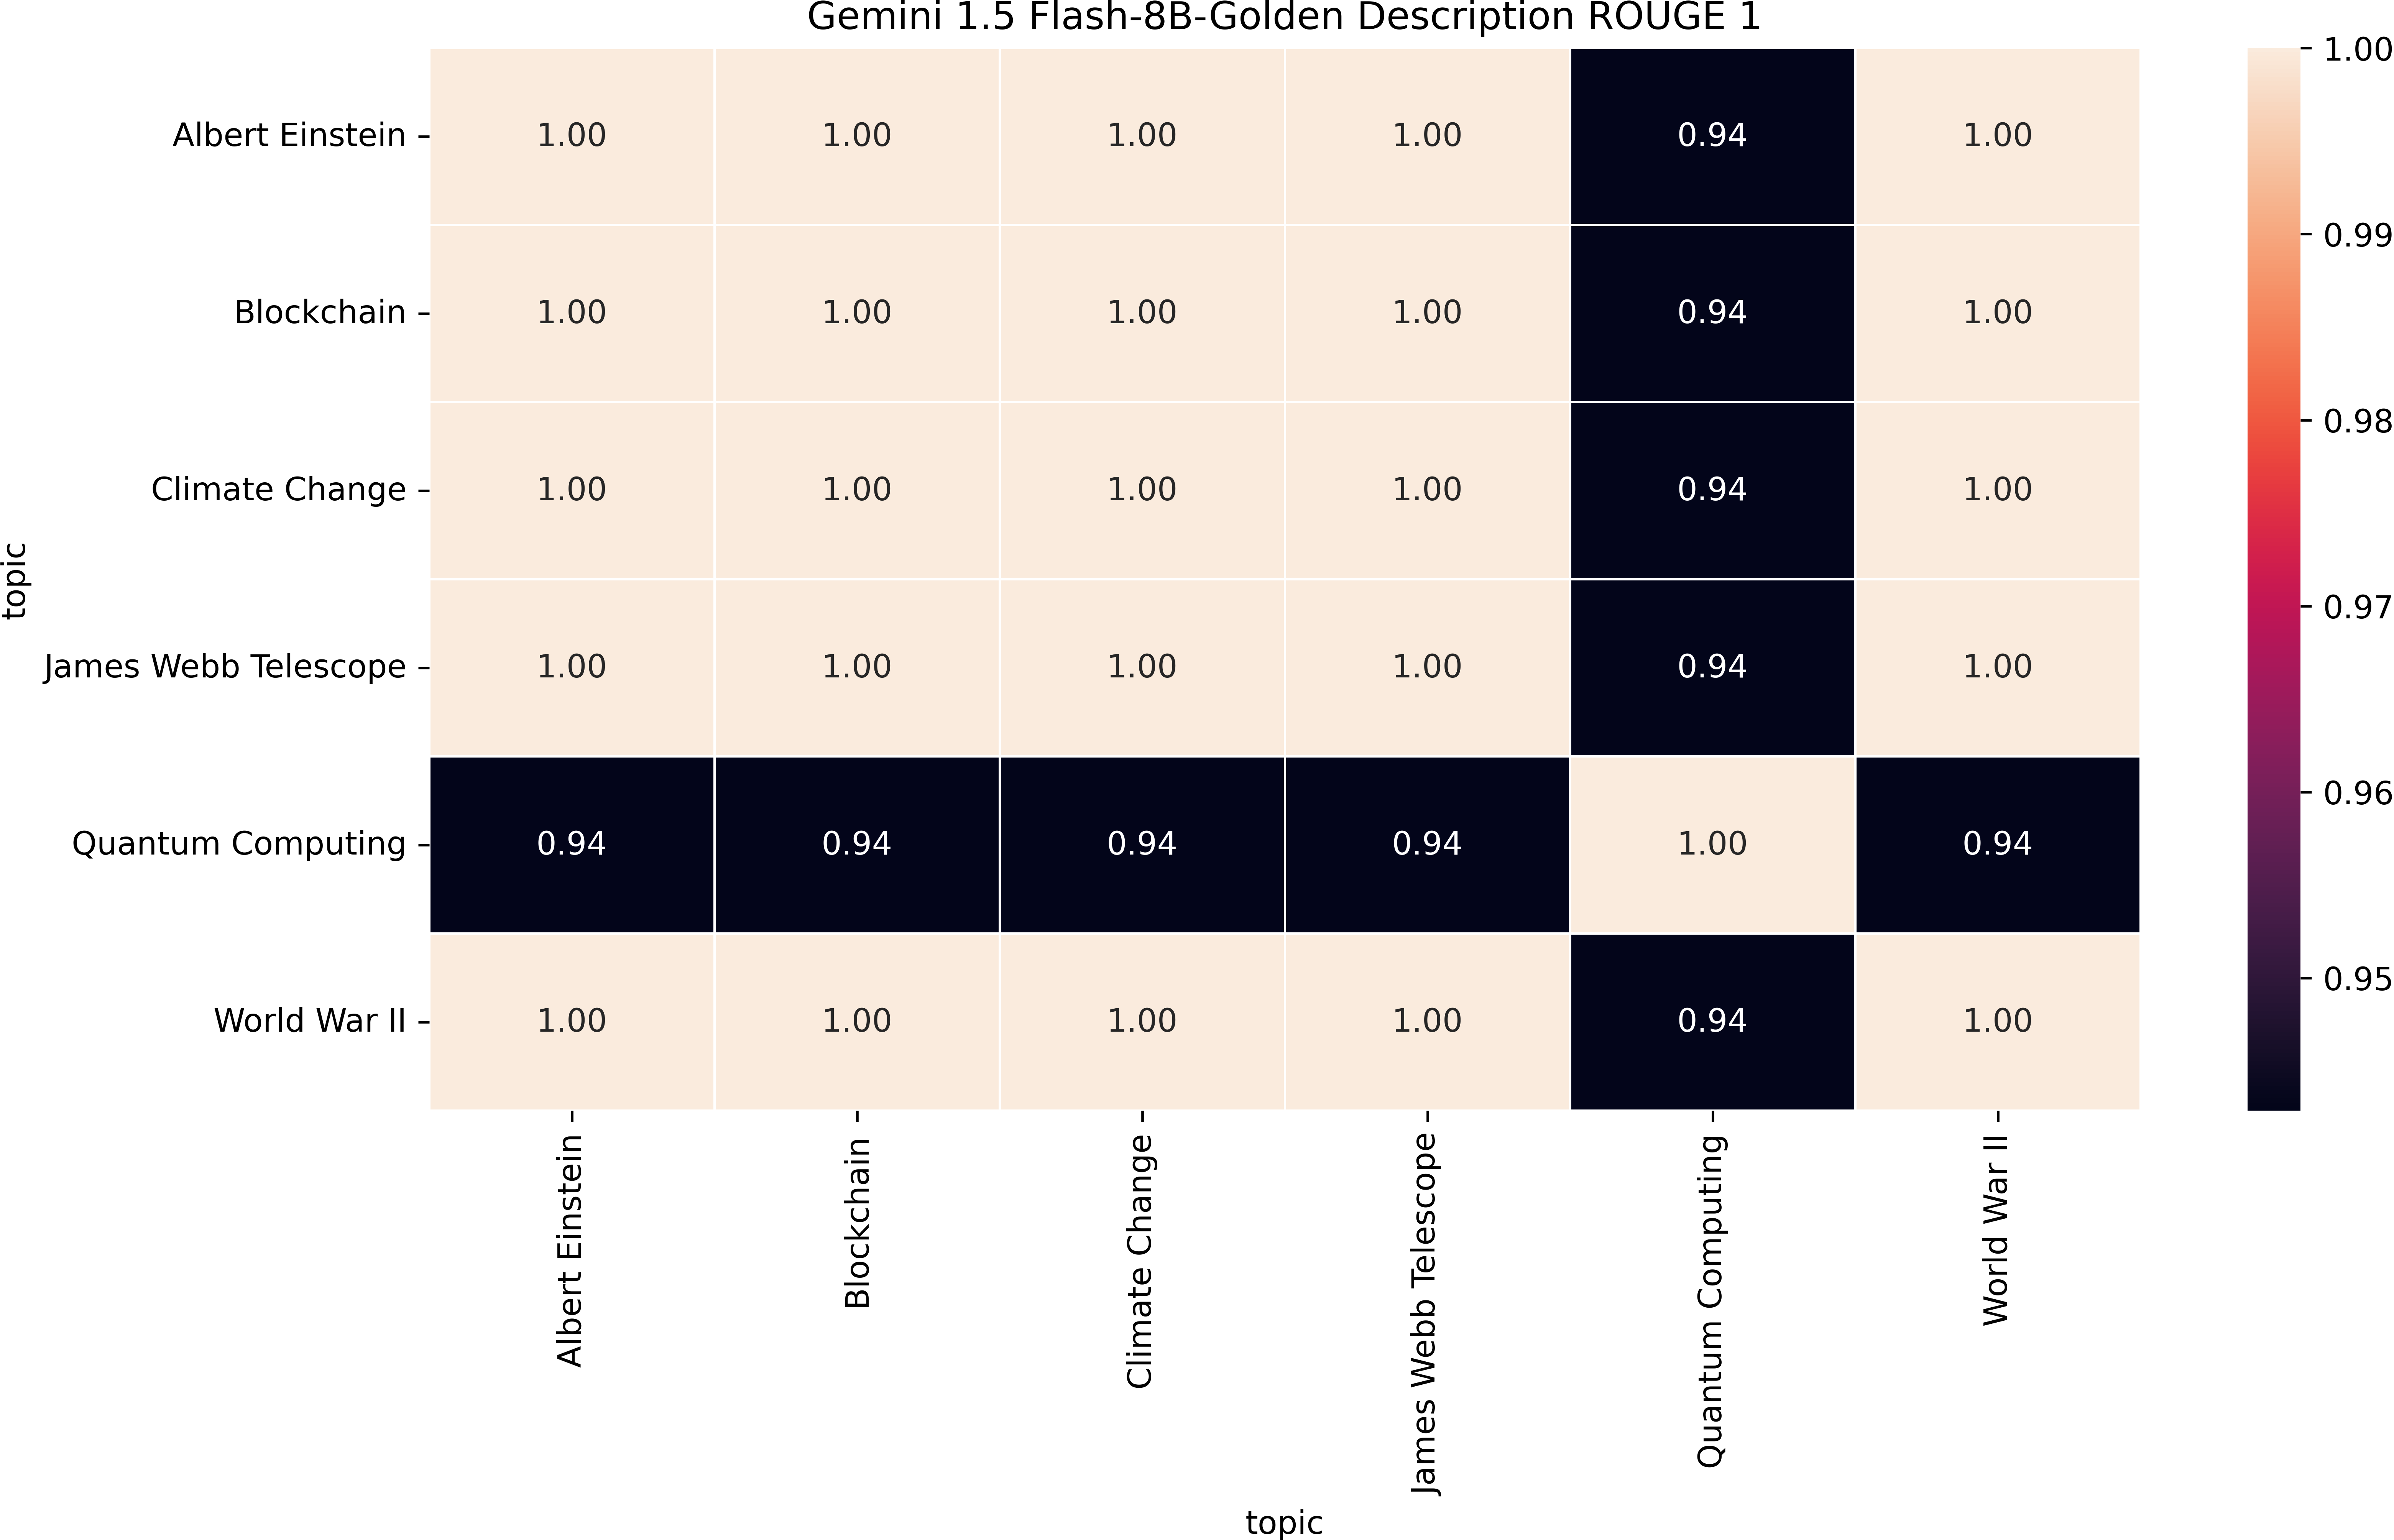 Gemini 1.5 Flash-8B-Golden Description ROUGE 1
topic
Albert Einstein 1.00 1.00 1.00 1.00 0.94 1.00
Blockchain 1.00 1.00 1.00 1.00 0.94 1.00
Climate Change 1.00 1.00 1.00 1.00 0.94 1.00
James Webb Telescope 1.00 1.00 1.00 1.00 0.94 1.00
Quantum Computing 0.94 0.94 0.94 0.94 1.00 0.94
World War II 1.00 1.00 1.00 1.00 0.94 1.00
Albert Einstein
Blockchain
Climate Change
James Webb Telescope
Quantum Computing
World War II
topic
1.00
0.99
0.98
0.97
0.96
0.95